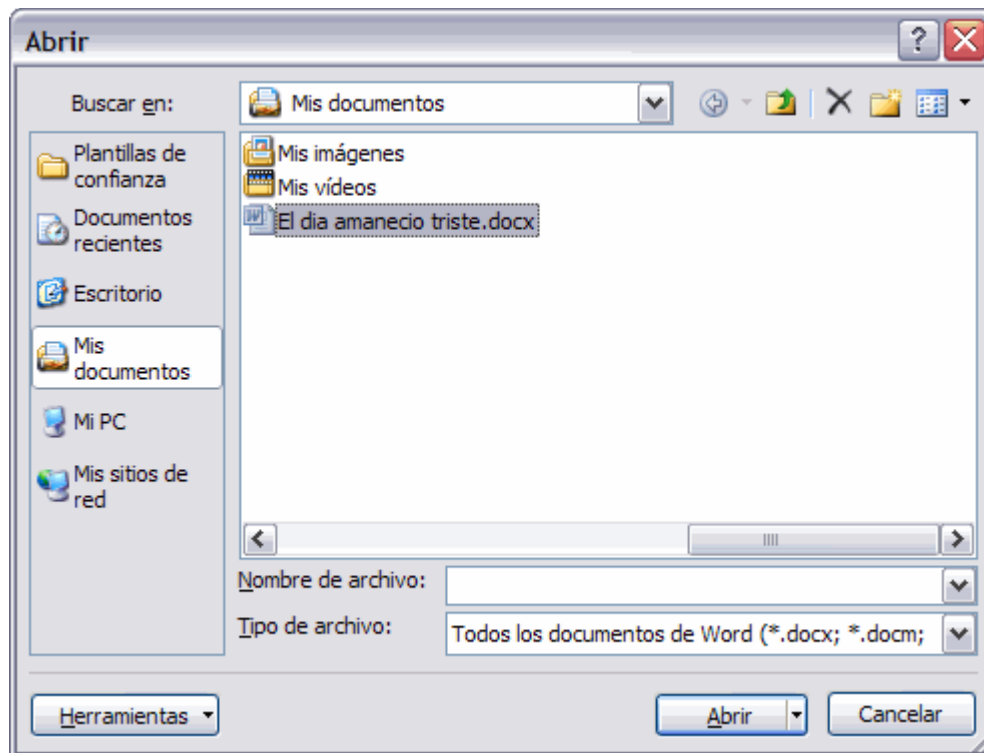 Abrir
Buscar en:
Mis documentos
Plantillas de
confianza
Documentos
recientes
Escritorio
Mis
documentos
Mi PC
Mis sitios de
red
Mis imágenes
Mis vídeos
El dia amanecio triste.docx
Nombre de archivo:
Tipo de archivo:
Todos los documentos de Word (*.docx; *.docm;
Herramientas
Abrir
Cancelar